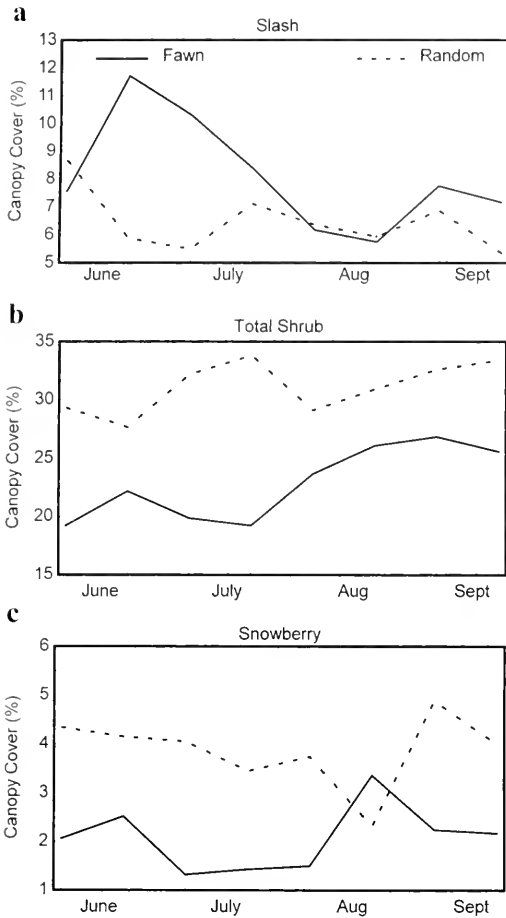 a
Slash
Fawn
Random
Canopy Cover (%)
13
12
11
10
9
8
7
6
5
June
July
Aug
Sept
b
Total Shrub
Canopy Cover (%)
35
30
25
20
15
June
July
Aug
Sept
c
Snowberry
Canopy Cover (%)
6
5
4
3
2
1
June
July
Aug
Sept